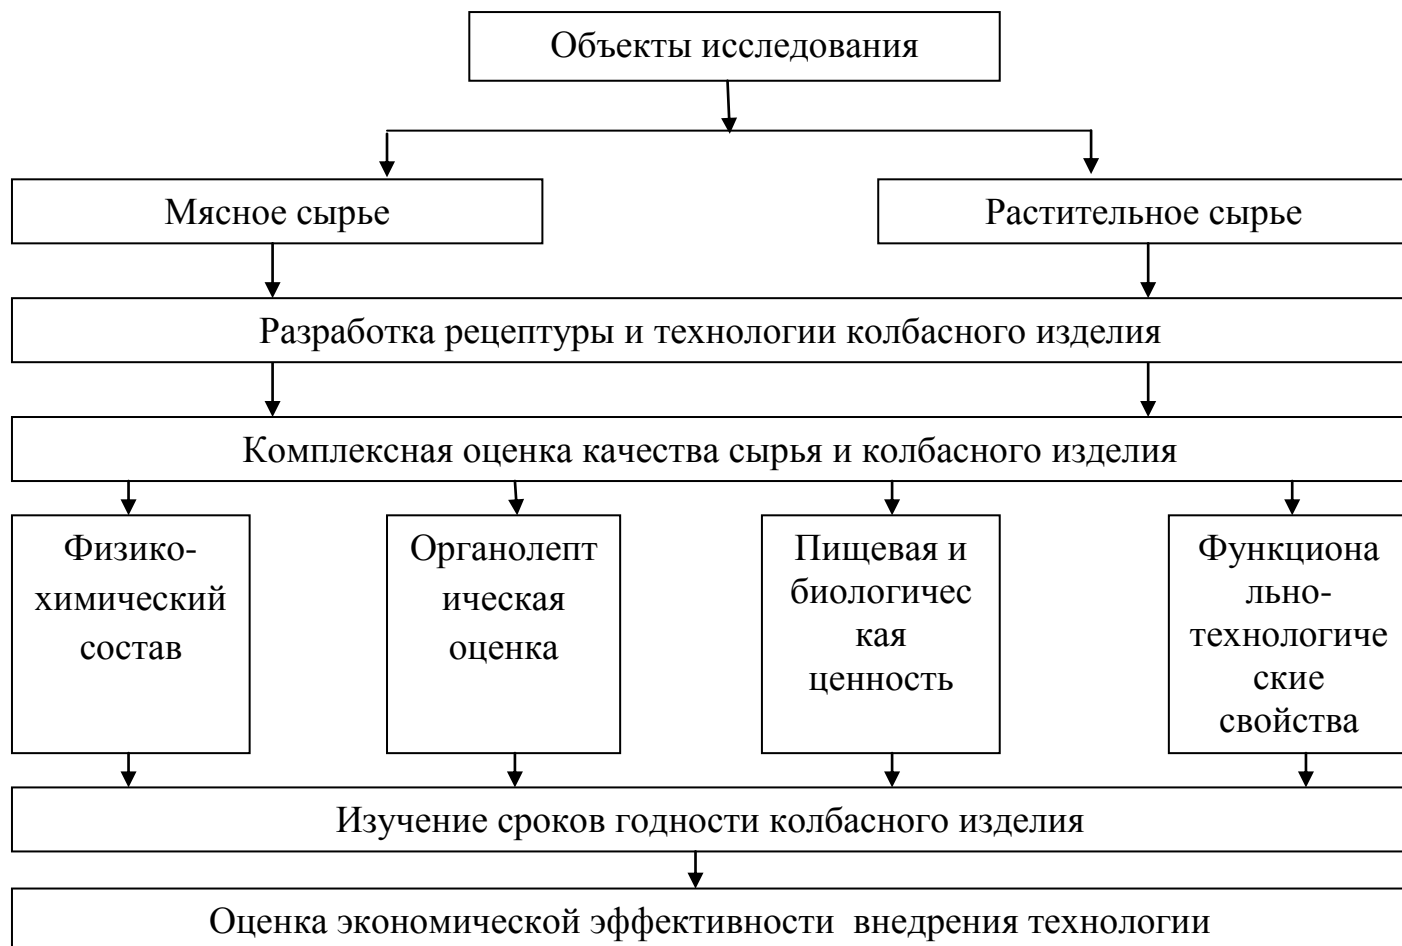 Объекты исследования
Мясное сырье
Растительное сырье
Разработка рецептуры и технологии колбасного изделия
Комплексная оценка качества сырья и колбасного изделия
Физико-
химический
состав
Органолепт
ическая
оценка
Пищевая и
биологичес
кая
ценность
Функциона
льно-
технологиче
ские
свойства
Изучение сроков годности колбасного изделия
Оценка экономической эффективности  внедрения технологии